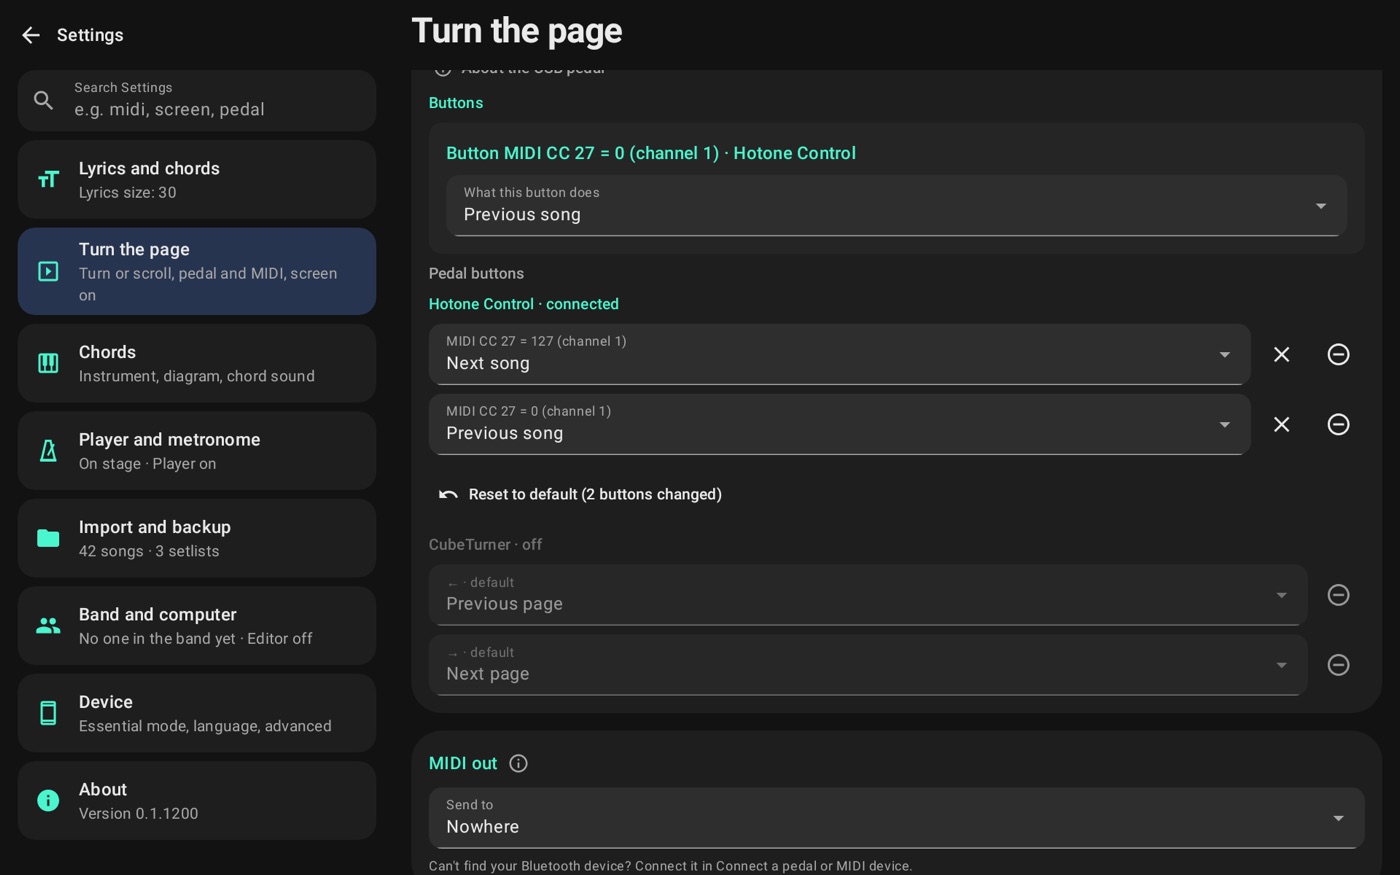 Settings
Search Settings
e.g. midi, screen, pedal
Lyrics and chords
Lyrics size: 30
Turn the page
Turn or scroll, pedal and MIDI, screen
on
Chords
Instrument, diagram, chord sound
Player and metronome
On stage · Player on
Import and backup
42 songs · 3 setlists
Band and computer
No one in the band yet · Editor off
Device
Essential mode, language, advanced
About
Version 0.1.1200
Turn the page
About the USB pedal
Buttons
Button MIDI CC 27 = 0 (channel 1) · Hotone Control
What this button does
Previous song
Pedal buttons
Hotone Control · connected
MIDI CC 27 = 127 (channel 1)
Next song
MIDI CC 27 = 0 (channel 1)
Previous song
Reset to default (2 buttons changed)
CubeTurner · off
← · default
Previous page
→ · default
Next page
MIDI out
Send to
Nowhere
Can't find your Bluetooth device? Connect it in Connect a pedal or MIDI device.